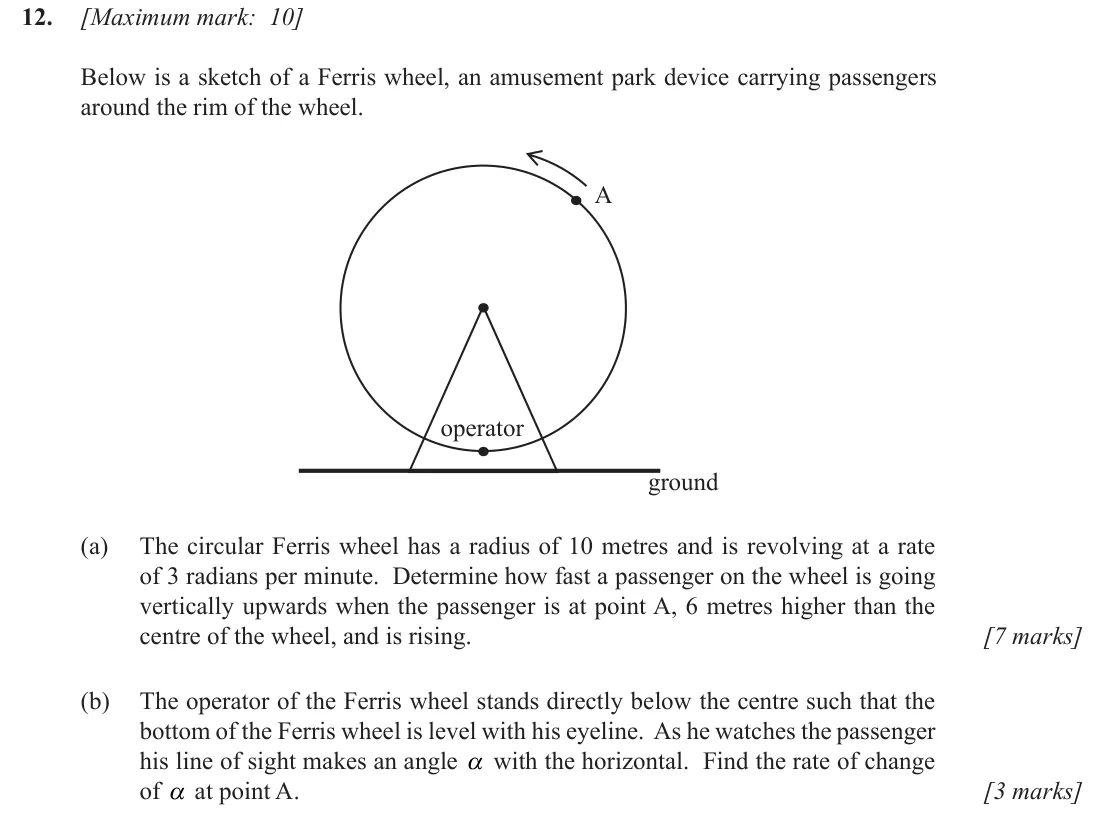 12. [Maximum mark: 10]
Below is a sketch of a Ferris wheel, an amusement park device carrying passengers
around the rim of the wheel.
A
operator
ground
(a) The circular Ferris wheel has a radius of 10 metres and is revolving at a rate
of 3 radians per minute. Determine how fast a passenger on the wheel is going
vertically upwards when the passenger is at point A, 6 metres higher than the
centre of the wheel, and is rising. [7 marks]
(b) The operator of the Ferris wheel stands directly below the centre such that the
bottom of the Ferris wheel is level with his eyeline. As he watches the passenger
his line of sight makes an angle α with the horizontal. Find the rate of change
of α at point A. [3 marks]